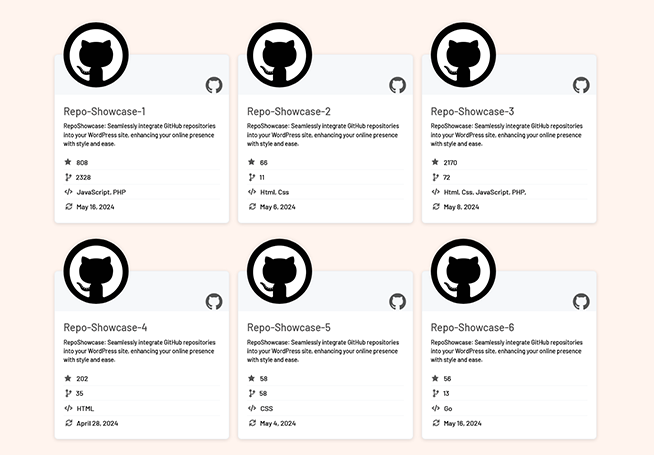 Repo-Showcase-1
RepoShowcase: Seamlessly integrate GitHub repositories
into your WordPress site, enhancing your online presence
with style and ease.
808
2328
JavaScript, PHP
May 16, 2024
Repo-Showcase-2
RepoShowcase: Seamlessly integrate GitHub repositories
into your WordPress site, enhancing your online presence
with style and ease.
66
11
Html, Css
May 6, 2024
Repo-Showcase-3
RepoShowcase: Seamlessly integrate GitHub repositories
into your WordPress site, enhancing your online presence
with style and ease.
2170
72
Html, Css, JavaScript, PHP,
May 8, 2024
Repo-Showcase-4
RepoShowcase: Seamlessly integrate GitHub repositories
into your WordPress site, enhancing your online presence
with style and ease.
202
35
HTML
April 28, 2024
Repo-Showcase-5
RepoShowcase: Seamlessly integrate GitHub repositories
into your WordPress site, enhancing your online presence
with style and ease.
58
58
CSS
May 4, 2024
Repo-Showcase-6
RepoShowcase: Seamlessly integrate GitHub repositories
into your WordPress site, enhancing your online presence
with style and ease.
56
13
Go
May 16, 2024